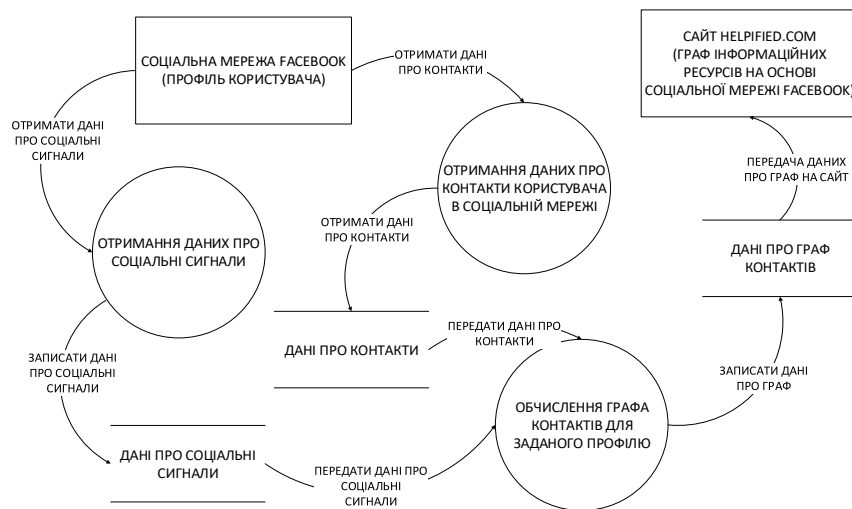 СОЦІАЛЬНА МЕРЕЖА FACEBOOK
(ПРОФІЛЬ КОРИСТУВАЧА)
ОТРИМАТИ ДАНІ
ПРО КОНТАКТИ
САЙТ HELPIFIED.COM
(ГРАФ ІНФОРМАЦІЙНИХ
РЕСУРСІВ НА ОСНОВІ
СОЦІАЛЬНОЇ МЕРЕЖІ FACEBOOK)
ОТРИМАТИ ДАНІ
ПРО СОЦІАЛЬНІ
СИГНАЛИ
ОТРИМАННЯ ДАНИХ ПРО
КОНТАКТИ КОРИСТУВАЧА
В СОЦІАЛЬНІЙ МЕРЕЖІ
ПЕРЕДАЧА ДАНИХ
ПРО ГРАФ НА САЙТ
ОТРИМАННЯ ДАНИХ ПРО
СОЦІАЛЬНІ СИГНАЛИ
ОТРИМАТИ ДАНІ
ПРО КОНТАКТИ
ДАНІ ПРО ГРАФ
КОНТАКТІВ
ЗАПИСАТИ ДАНІ
ПРО СОЦІАЛЬНІ
СИГНАЛИ
ДАНІ ПРО КОНТАКТИ
ПЕРЕДАТИ ДАНІ ПРО
КОНТАКТИ
ЗАПИСАТИ ДАНІ
ПРО ГРАФ
ОБЧИСЛЕННЯ ГРАФА
КОНТАКТІВ ДЛЯ
ЗАДАНОГО ПРОФІЛЮ
ДАНІ ПРО СОЦІАЛЬНІ
СИГНАЛИ
ПЕРЕДАТИ ДАНІ ПРО
СОЦІАЛЬНІ
СИГНАЛИ